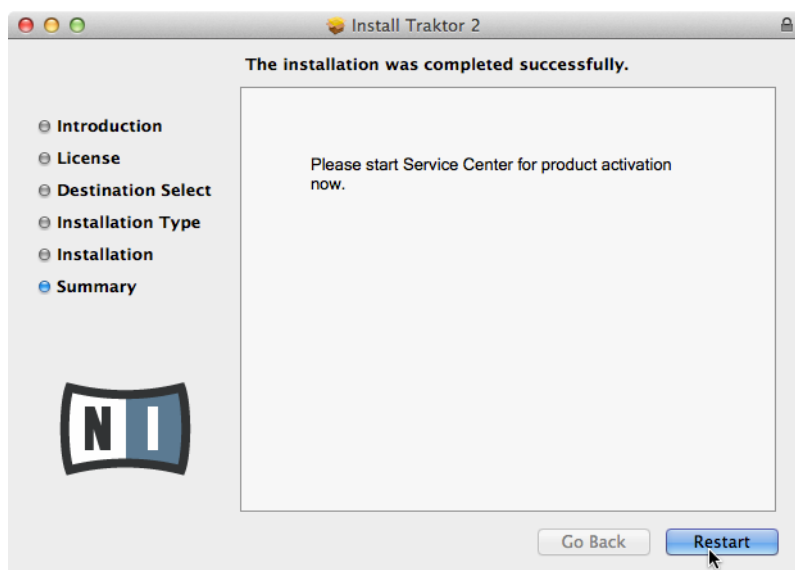 Install Traktor 2
The installation was completed successfully.
Introduction
License
Destination Select
Installation Type
Installation
Summary
Please start Service Center for product activation
now.
N I
Go Back
Restart